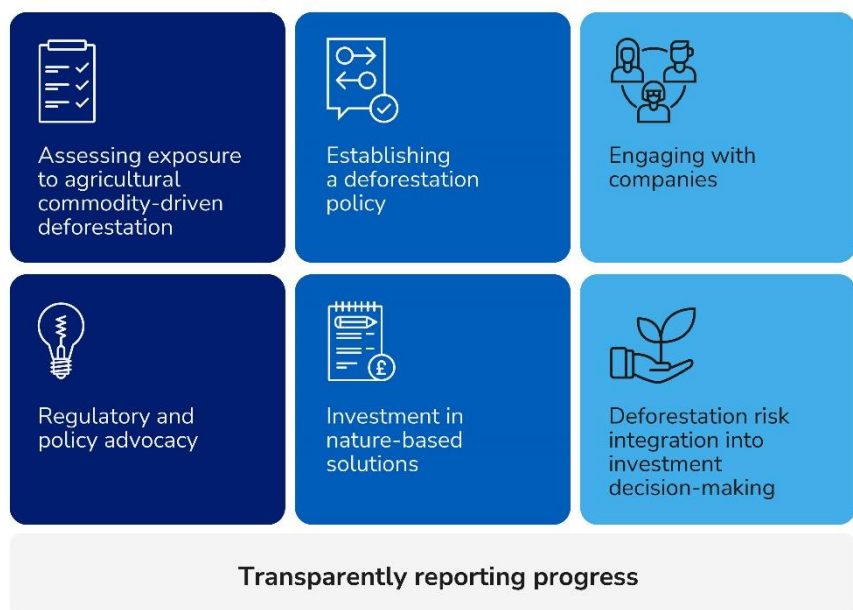 Assessing exposure
to agricultural
commodity-driven
deforestation
Establishing
a deforestation
policy
Engaging with
companies
Regulatory and
policy advocacy
£
Investment in
nature-based
solutions
Deforestation risk
integration into
investment
decision-making
Transparently reporting progress